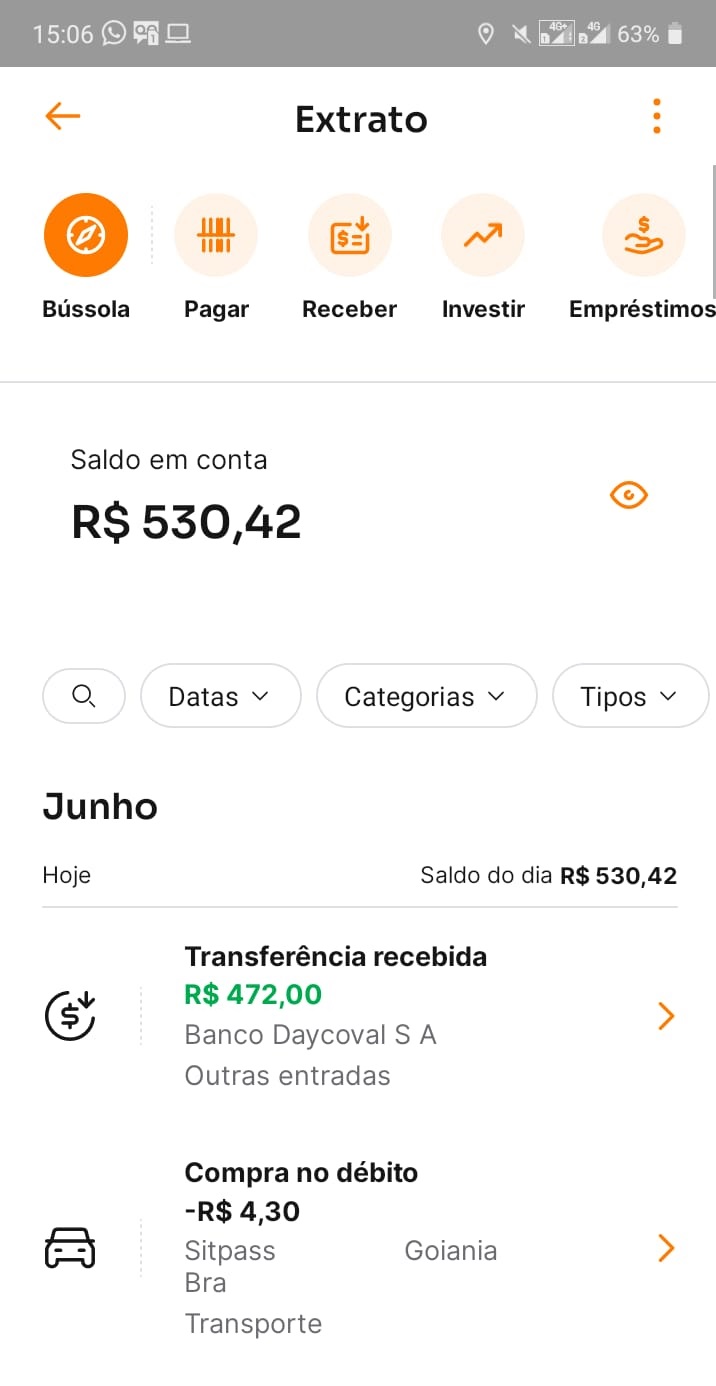 15:06
4G+
4G
63%
Extrato
Bússola
Pagar
Receber
Investir
Empréstimos
Saldo em conta
R$ 530,42
Datas
Categorias
Tipos
Junho
Hoje
Saldo do dia R$ 530,42
Transferência recebida
R$ 472,00
Banco Daycoval S A
Outras entradas
Compra no débito
-R$ 4,30
Sitpass Goiania
Bra
Transporte